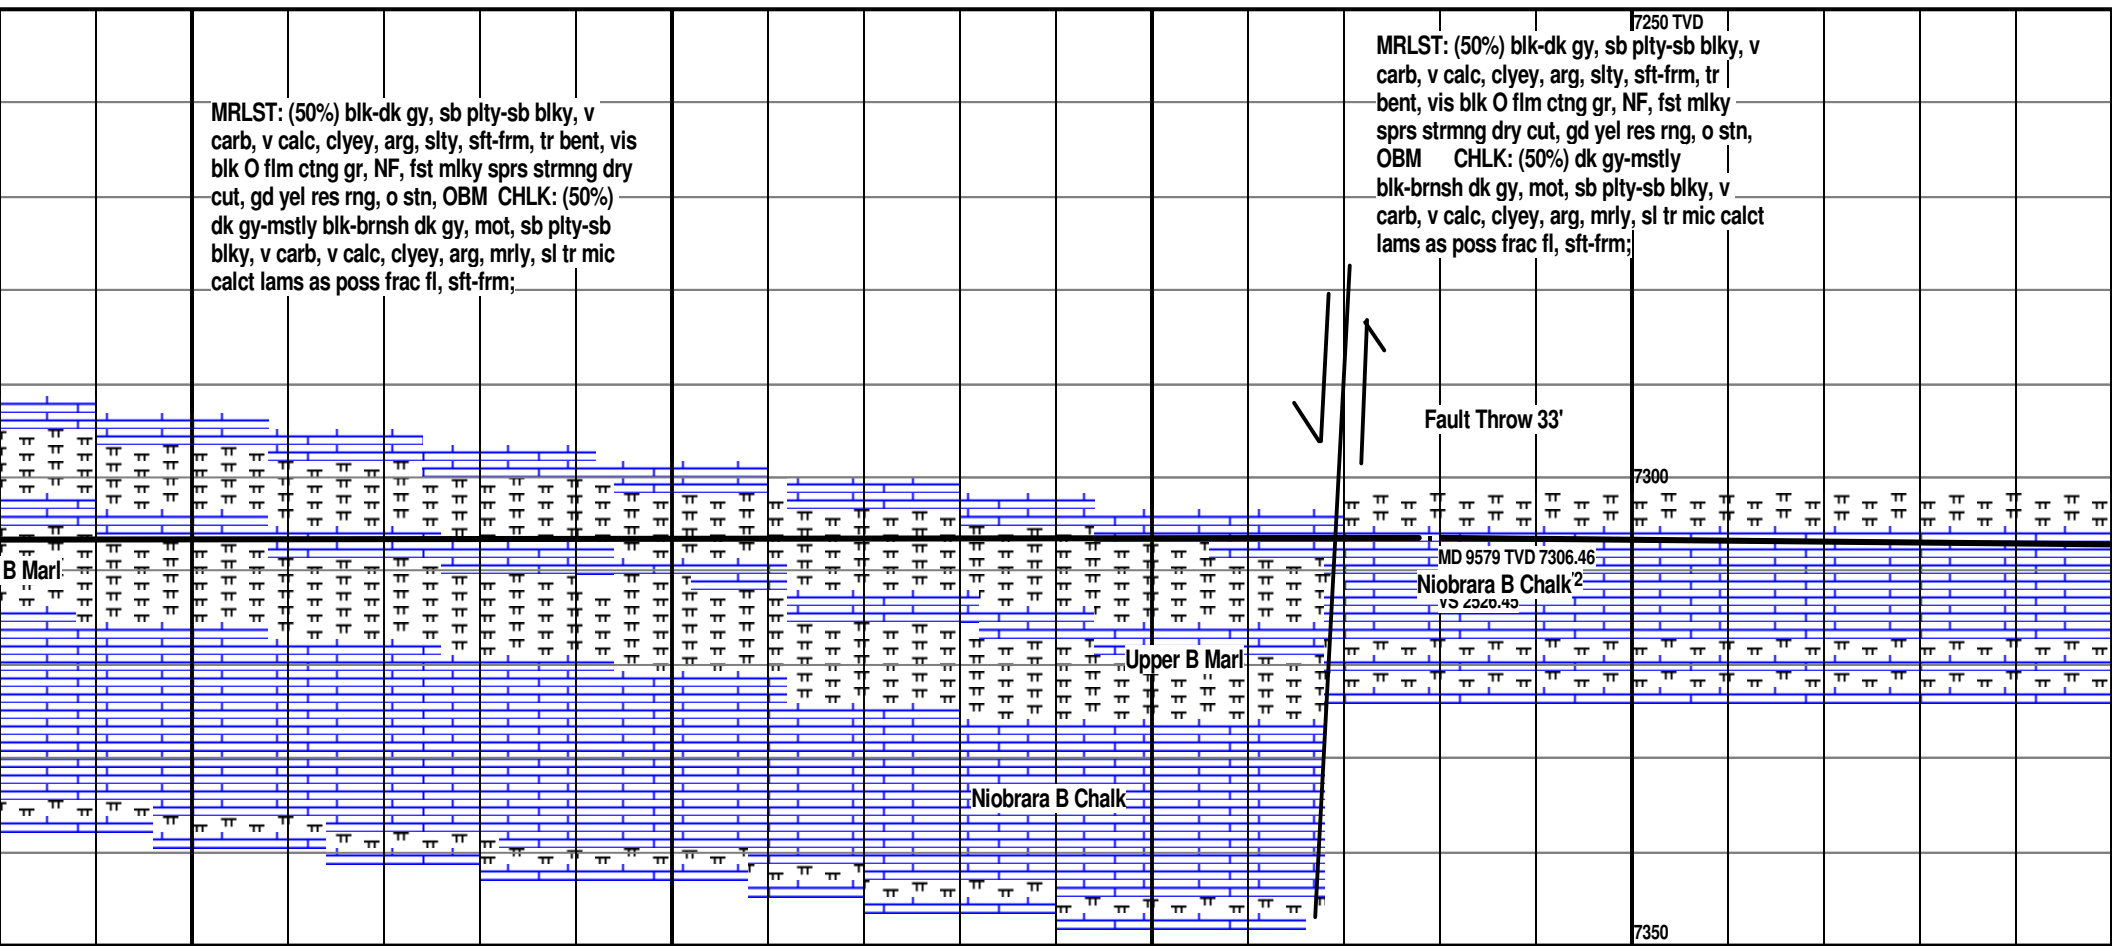 7250 TVD
MRLST: (50%) blk-dk gy, sb plty-sb blky, v
carb, v calc, clyey, arg, slty, sft-frm, tr bent, vis
blk O flm ctng gr, NF, fst mlky sprs strmng dry
cut, gd yel res rng, o stn, OBM CHLK: (50%)
dk gy-mstly blk-brnsh dk gy, mot, sb plty-sb
blky, v carb, v calc, clyey, arg, mrly, sl tr mic
calct lams as poss frac fl, sft-frm;
MRLST: (50%) blk-dk gy, sb plty-sb blky, v
carb, v calc, clyey, arg, slty, sft-frm, tr
bent, vis blk O flm ctng gr, NF, fst mlky
sprs strmng dry cut, gd yel res rng, o stn,
OBM CHLK: (50%) dk gy-mstly
blk-brnsh dk gy, mot, sb plty-sb blky, v
carb, v calc, clyey, arg, mrly, sl tr mic calct
lams as poss frac fl, sft-frm;
Fault Throw 33'
7300
B Marl
MD 9579 TVD 7306.46
Niobrara B Chalk
VS 2526.45
Upper B Marl
Niobrara B Chalk
7350